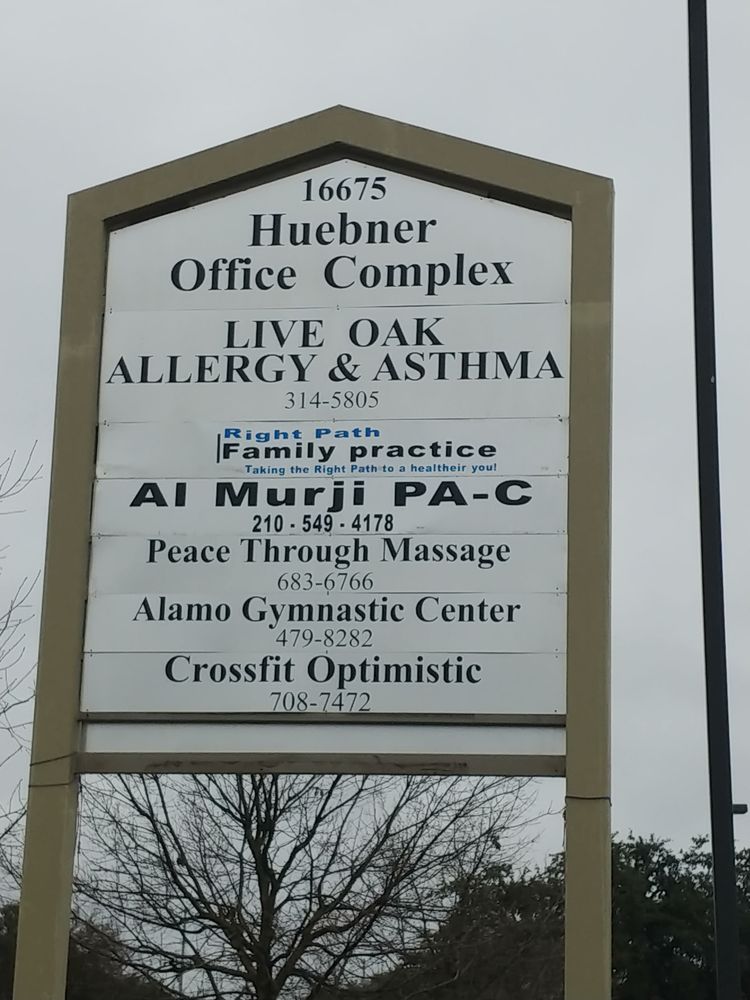 16675
Huebner
Office Complex
LIVE OAK
ALLERGY & ASTHMA
314-5805
Right Path
Family practice
Taking the Right Path to a healtheir you!
Al Murji PA-C
210 - 549 - 4178
Peace Through Massage
683-6766
Alamo Gymnastic Center
479-8282
Crossfit Optimistic
708-7472